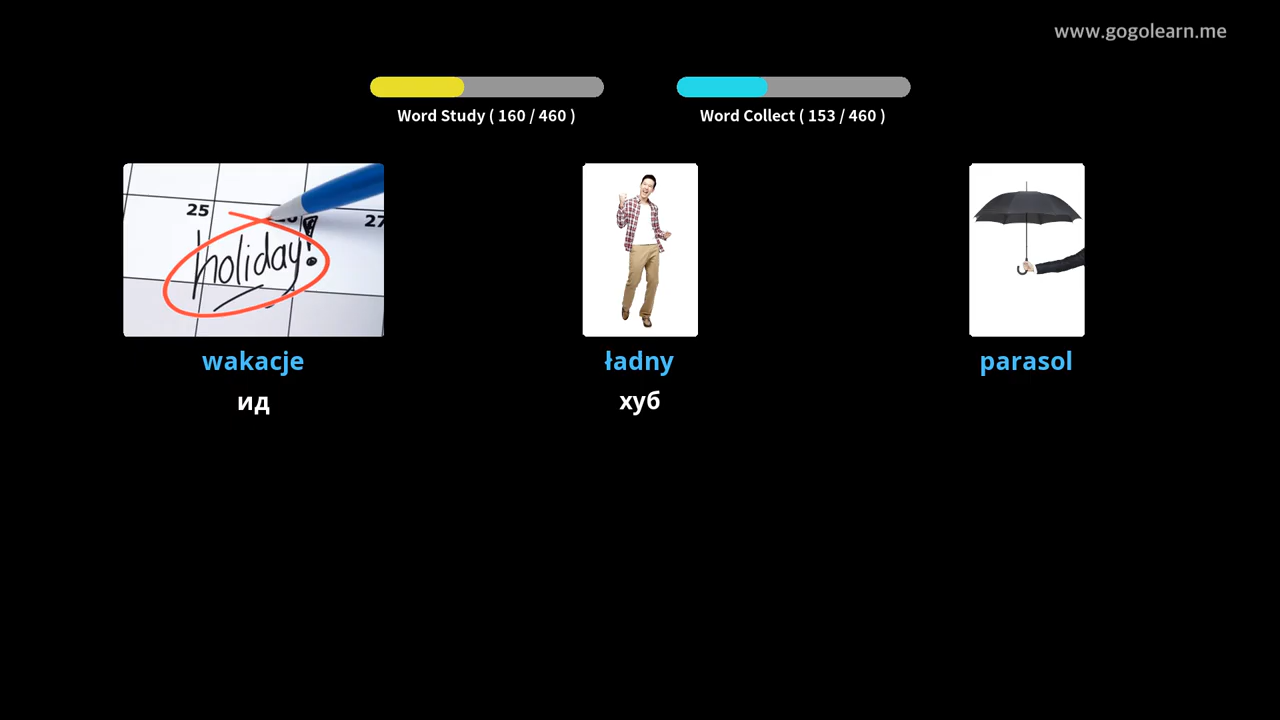 www.gogolearn.me
Word Study ( 160 / 460 )
Word Collect ( 153 / 460 )
25
27
holiday!
wakacje
ładny
parasol
ид
хуб